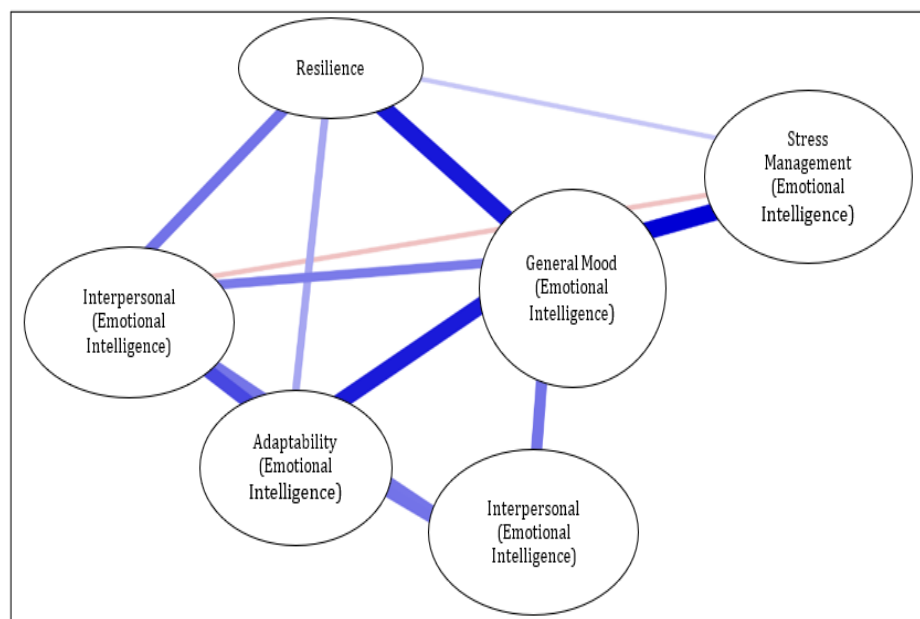 Resilience
Stress
Management
(Emotional
Intelligence)
General Mood
(Emotional
Intelligence)
Interpersonal
(Emotional
Intelligence)
Adaptability
(Emotional
Intelligence)
Interpersonal
(Emotional
Intelligence)